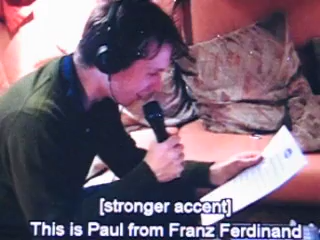 [stronger accent]
This is Paul from Franz Ferdinand